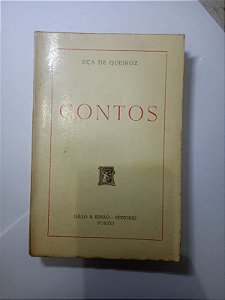 EÇA DE QUEIROZ
CONTOS
LELLO & IRMÃO — EDITORES
PORTO